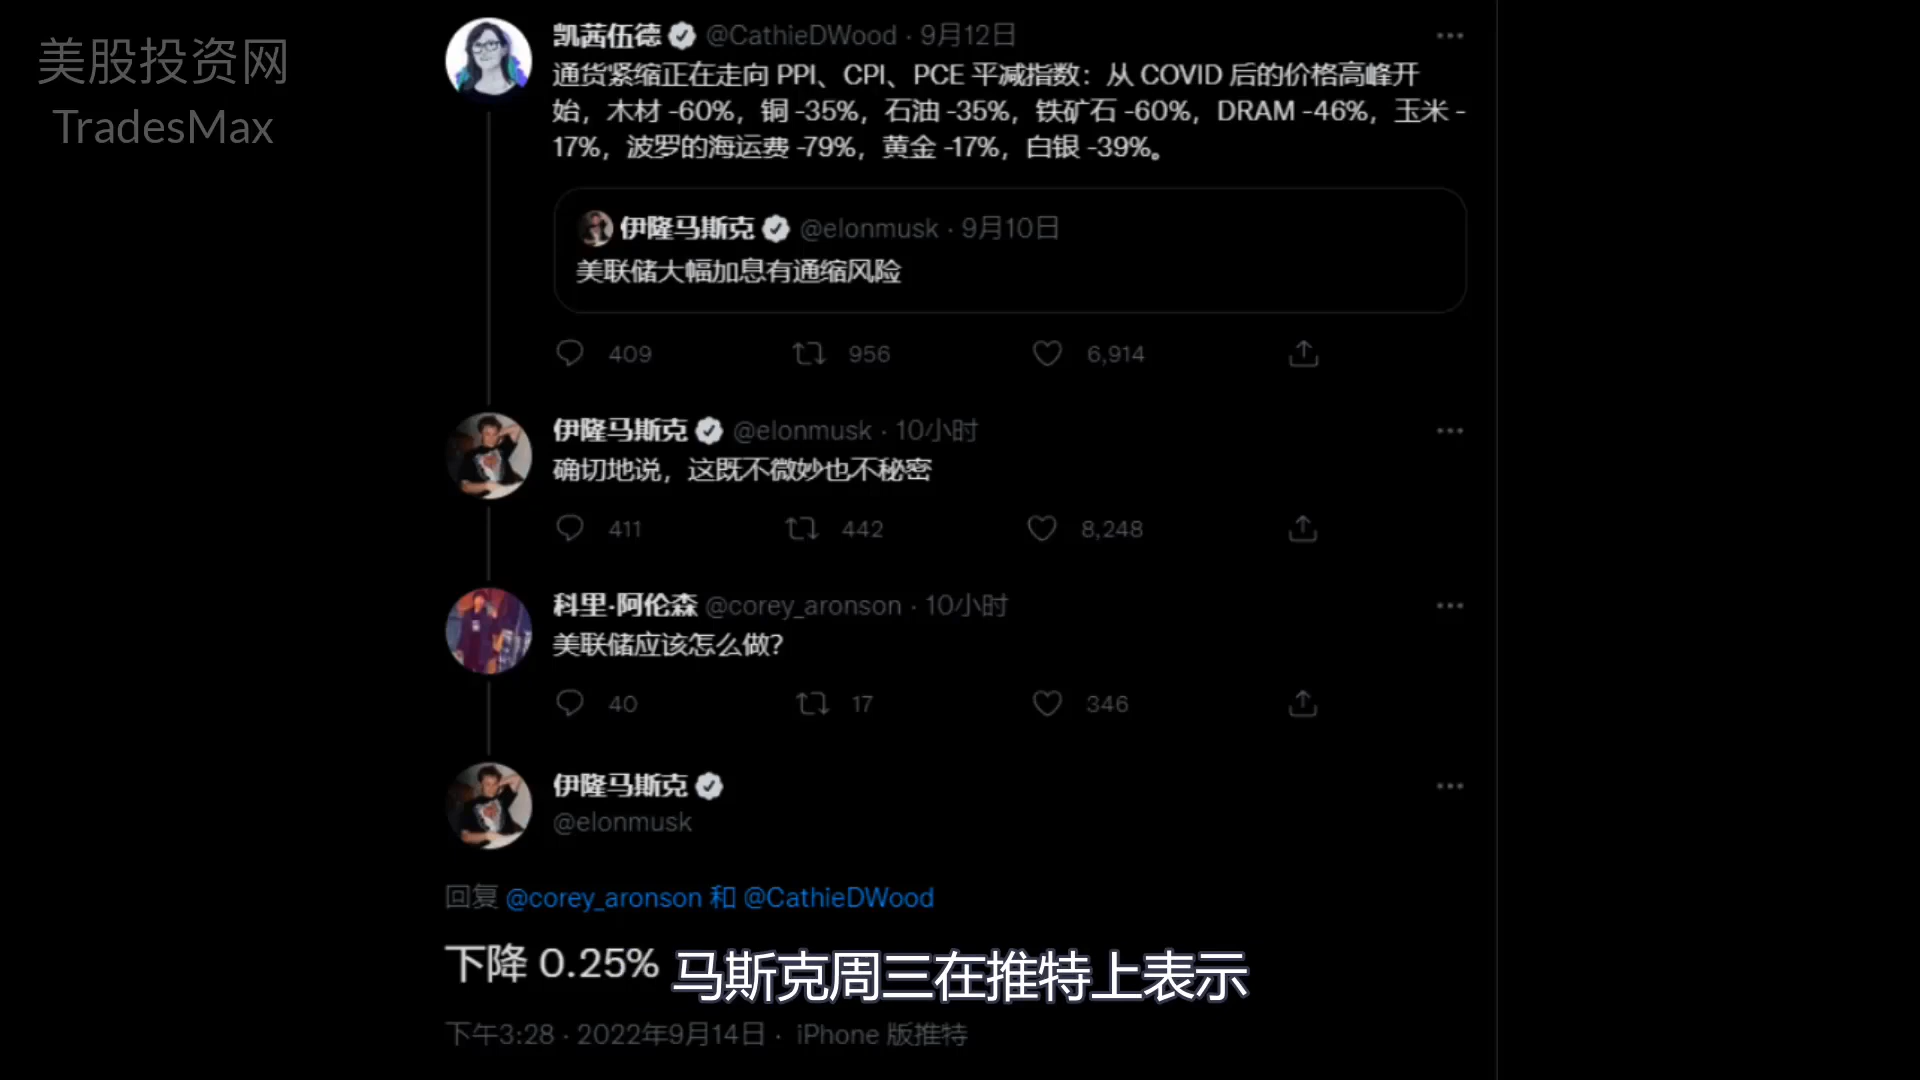 美股投资网
TradesMax
凯茜伍德 @CathieDWood · 9月12日
通货紧缩正在走向 PPI、CPI、PCE 平减指数：从 COVID 后的价格高峰开
始，木材 -60%，铜 -35%，石油 -35%，铁矿石 -60%，DRAM -46%，玉米 -
17%，波罗的海运费 -79%，黄金 -17%，白银 -39%。
伊隆马斯克 @elonmusk · 9月10日
美联储大幅加息有通缩风险
409 956 6,914
伊隆马斯克 @elonmusk · 10小时
确切地说，这既不微妙也不秘密
411 442 8,248
科里·阿伦森 @corey_aronson · 10小时
美联储应该怎么做？
40 17 346
伊隆马斯克
@elonmusk
回复 @corey_aronson 和 @CathieDWood
下降 0.25%
马斯克周三在推特上表示
下午3:28 · 2022年9月14日 · iPhone 版推特